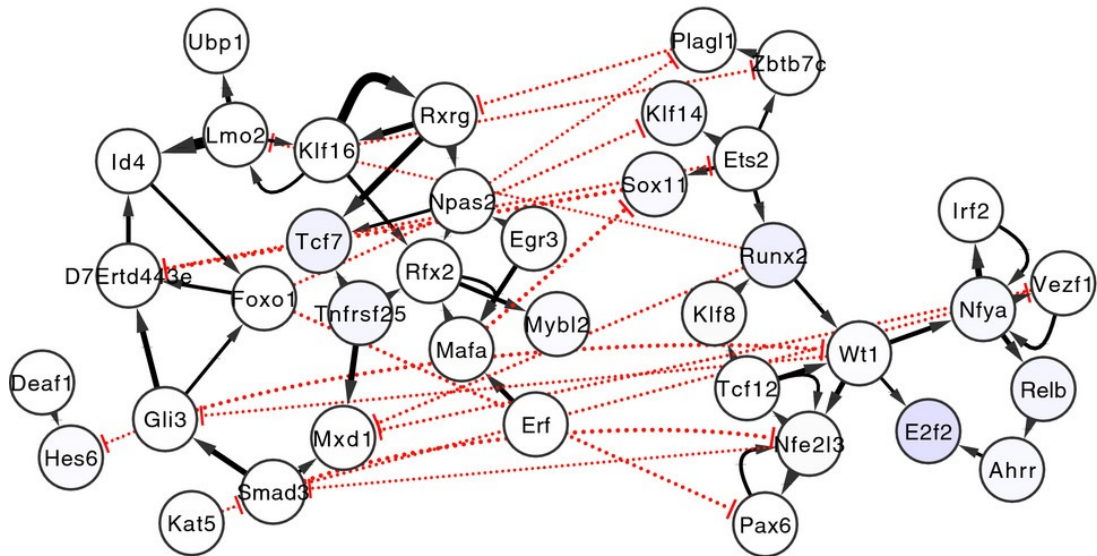 Ubp1
Plagl1
Zbtb7c
Lmo2
Klf16
Rxrg
Klf14
Id4
Ets2
Sox11
Npas2
Irf2
Tcf7
Egr3
D7Ertd443e
Rfx2
Runx2
Foxo1
Tnfrsf25
Mybl2
Klf8
Nfya
Vezf1
Mafa
Wt1
Deaf1
Tcf12
Relb
Gli3
Mxd1
Erf
Nfe2l3
E2f2
Hes6
Smad3
Ahrr
Kat5
Pax6